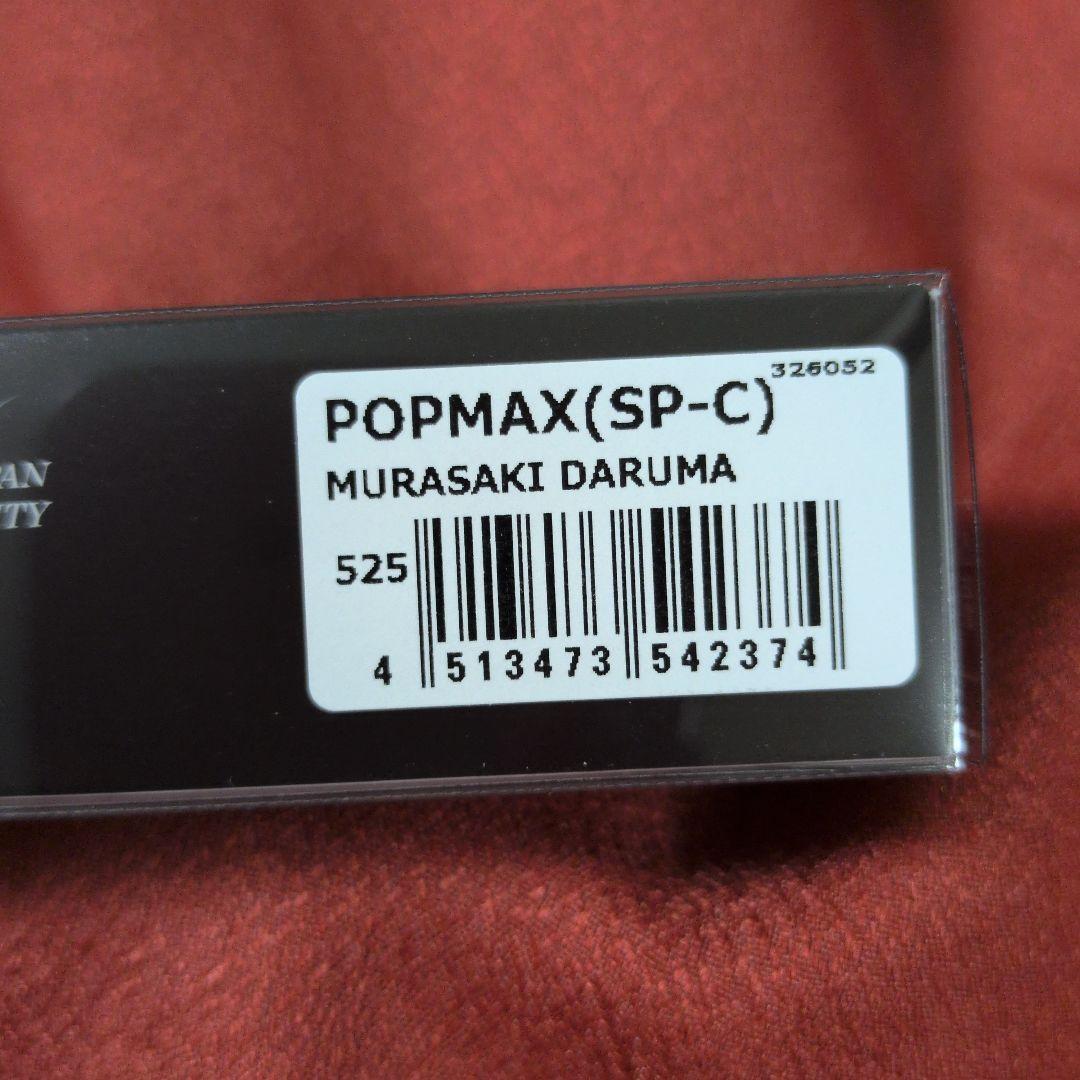 326052
POPMAX(SP-C)
MURASAKI DARUMA
525
4 513473 542374